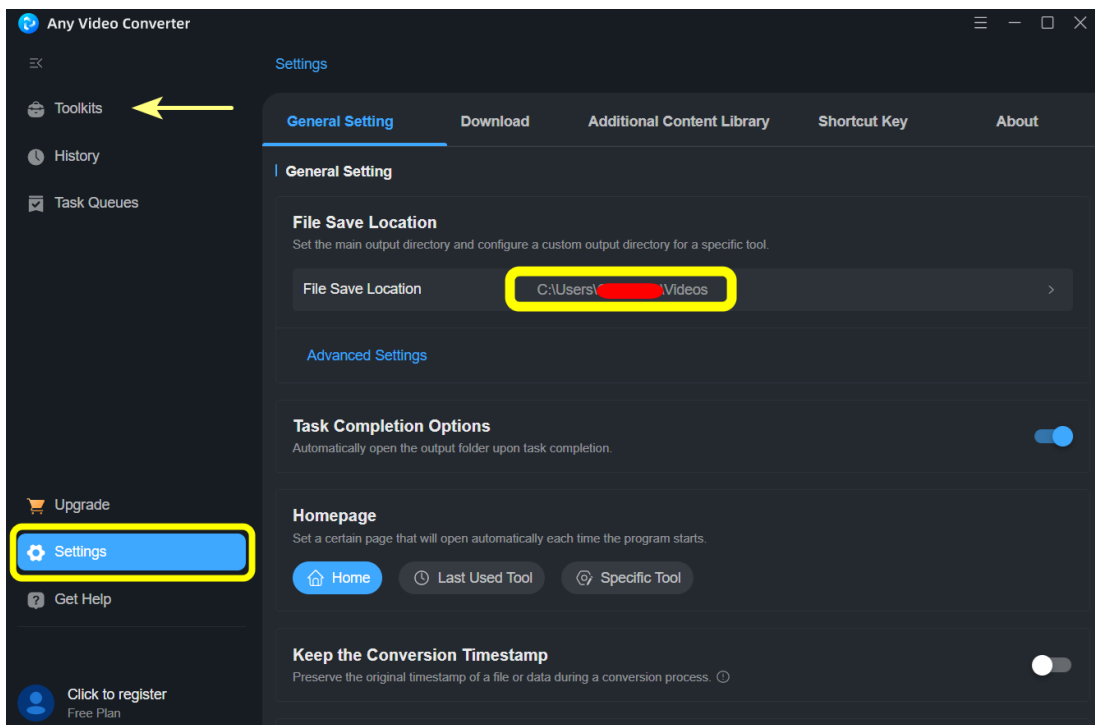 Any Video Converter
Settings
Toolkits
History
Task Queues
Upgrade
Settings
Get Help
Click to register
Free Plan
General Setting Download Additional Content Library Shortcut Key About
General Setting
File Save Location
Set the main output directory and configure a custom output directory for a specific tool.
File Save Location C:\Users\ \Videos
Advanced Settings
Task Completion Options
Automatically open the output folder upon task completion.
Homepage
Set a certain page that will open automatically each time the program starts.
Home Last Used Tool Specific Tool
Keep the Conversion Timestamp
Preserve the original timestamp of a file or data during a conversion process.